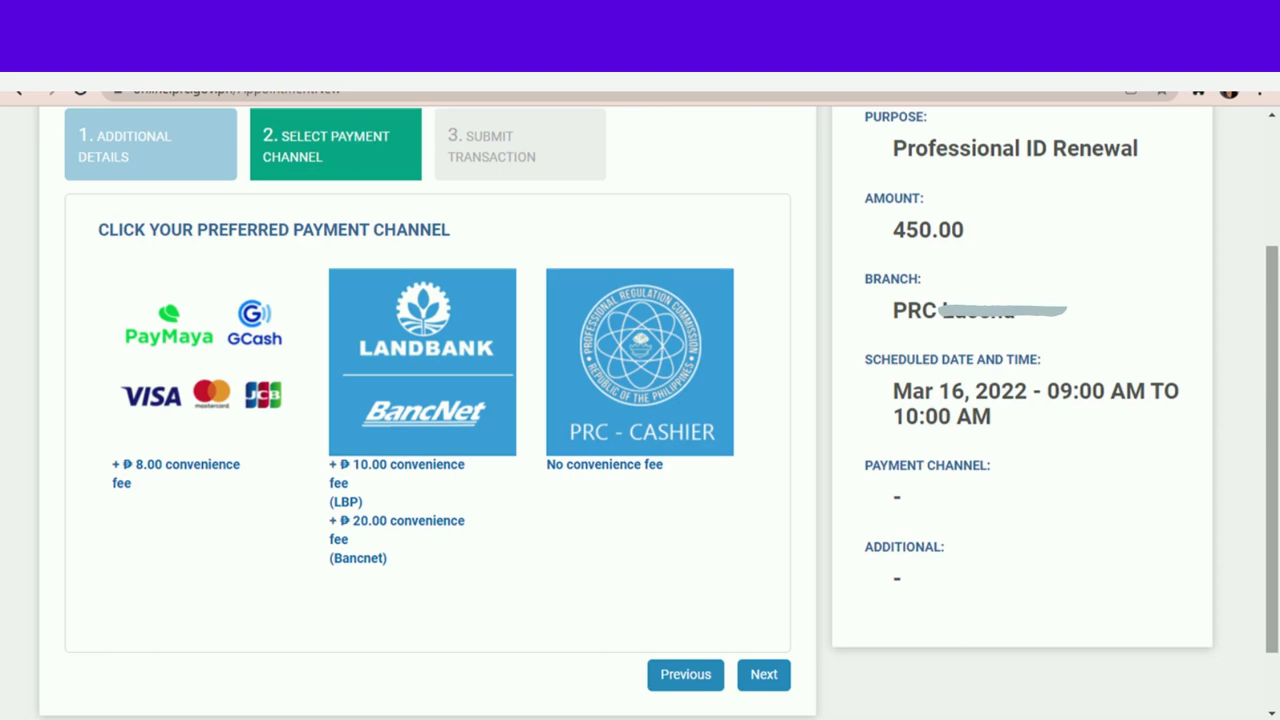 1. ADDITIONAL
DETAILS
2. SELECT PAYMENT
CHANNEL
3. SUBMIT
TRANSACTION
CLICK YOUR PREFERRED PAYMENT CHANNEL
PayMaya
G
GCash
VISA
mastercard
JCB
+ ₱ 8.00 convenience
fee
LANDBANK
BancNet
+ ₱ 10.00 convenience
fee
(LBP)
+ ₱ 20.00 convenience
fee
(Bancnet)
PROFESSIONAL REGULATION COMMISSION
REPUBLIC OF THE PHILIPPINES
PRC - CASHIER
No convenience fee
Previous
Next
PURPOSE:
Professional ID Renewal
AMOUNT:
450.00
BRANCH:
PRC
SCHEDULED DATE AND TIME:
Mar 16, 2022 - 09:00 AM TO
10:00 AM
PAYMENT CHANNEL:
-
ADDITIONAL:
-